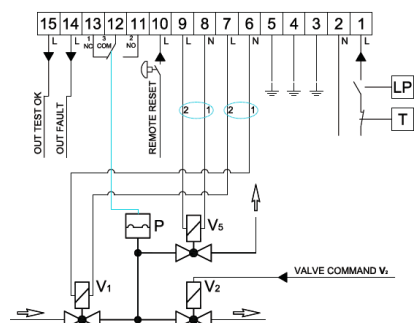 15 14 13 12 11 10 9 8 7 6 5 4 3 2 1
L L 1 NC 3 COM 2 NO L L N L N N L
OUT TEST OK
OUT FAULT
REMOTE RESET
2 1 2 1
LP
T
P
V5
V1
V2
VALVE COMMAND V2